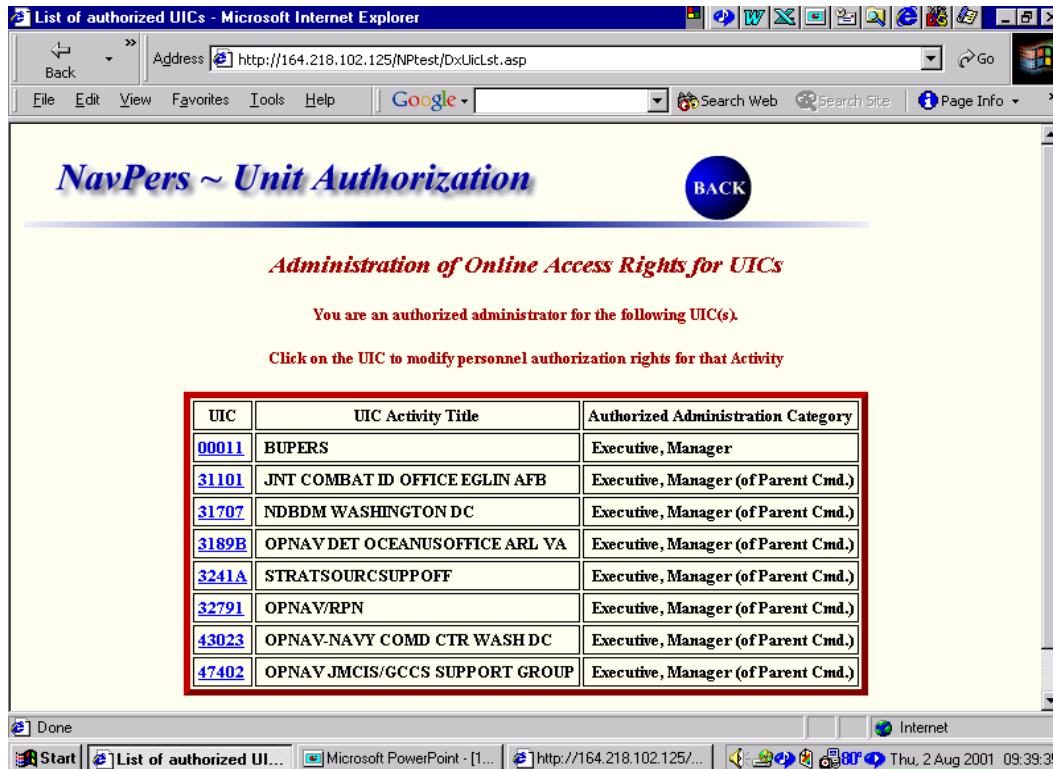 List of authorized UICs - Microsoft Internet Explorer
Back
»
Address http://164.218.102.125/NPtest/DxUicLst.asp
Go
File Edit View Favorites Tools Help Google Search Web Search Site Page Info
NavPers ~ Unit Authorization
BACK
Administration of Online Access Rights for UICs
You are an authorized administrator for the following UIC(s).
Click on the UIC to modify personnel authorization rights for that Activity
UIC UIC Activity Title Authorized Administration Category
00011 BUPERS Executive, Manager
31101 JNT COMBAT ID OFFICE EGLIN AFB Executive, Manager (of Parent Cmd.)
31707 NDBDM WASHINGTON DC Executive, Manager (of Parent Cmd.)
3189B OPNAV DET OCEANUSOFFICE ARL VA Executive, Manager (of Parent Cmd.)
3241A STRATSOURCSUPPOFF Executive, Manager (of Parent Cmd.)
32791 OPNAV/RPN Executive, Manager (of Parent Cmd.)
43023 OPNAV-NAVY COMD CTR WASH DC Executive, Manager (of Parent Cmd.)
47402 OPNAV JMCIS/GCCS SUPPORT GROUP Executive, Manager (of Parent Cmd.)
Done Internet
Start List of authorized UI... Microsoft PowerPoint - [1... http://164.218.102.125/... 80° Thu, 2 Aug 2001 09:39:3